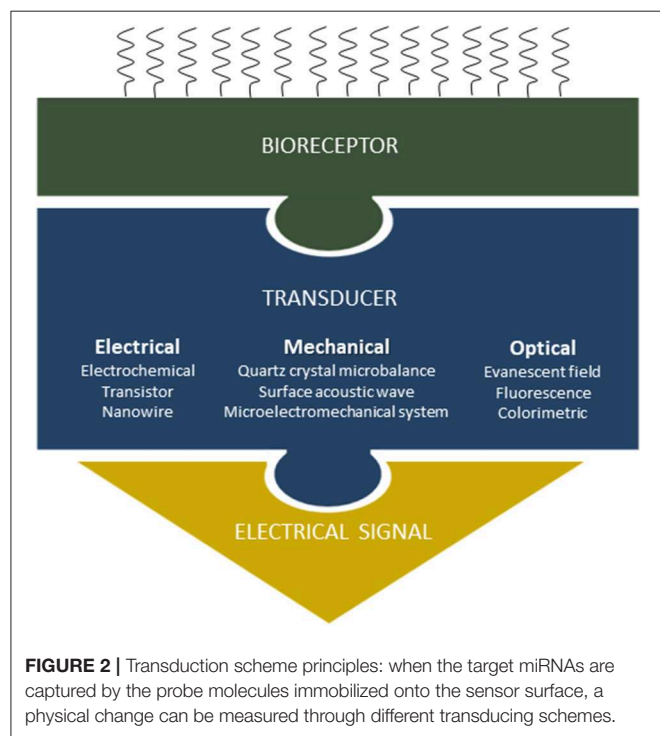 BIORECEPTOR
TRANSDUCER
Electrical
Electrochemical
Transistor
Nanowire
Mechanical
Quartz crystal microbalance
Surface acoustic wave
Microelectromechanical system
Optical
Evanescent field
Fluorescence
Colorimetric
ELECTRICAL SIGNAL
FIGURE 2 | Transduction scheme principles: when the target miRNAs are
captured by the probe molecules immobilized onto the sensor surface, a
physical change can be measured through different transducing schemes.